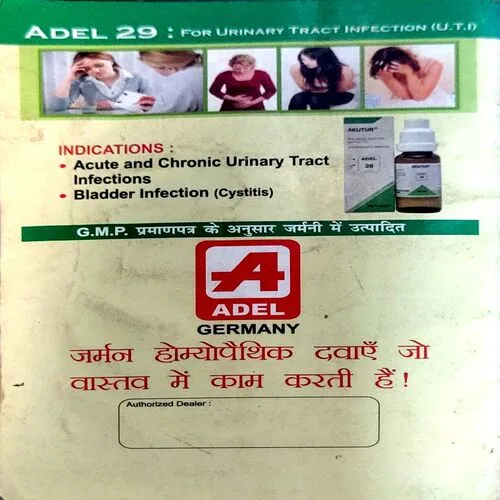 ADEL 29 : FOR URINARY TRACT INFECTION (U.T.I)
INDICATIONS :
• Acute and Chronic Urinary Tract
Infections
• Bladder Infection (Cystitis)
AKUTUR
ADEL
29
AKUTUR
G.M.P. प्रमाणपत्र के अनुसार जर्मनी में उत्पादित
A
ADEL
GERMANY
जर्मन होम्योपैथिक दवाएँ जो
वास्तव में काम करती हैं!
Authorized Dealer :